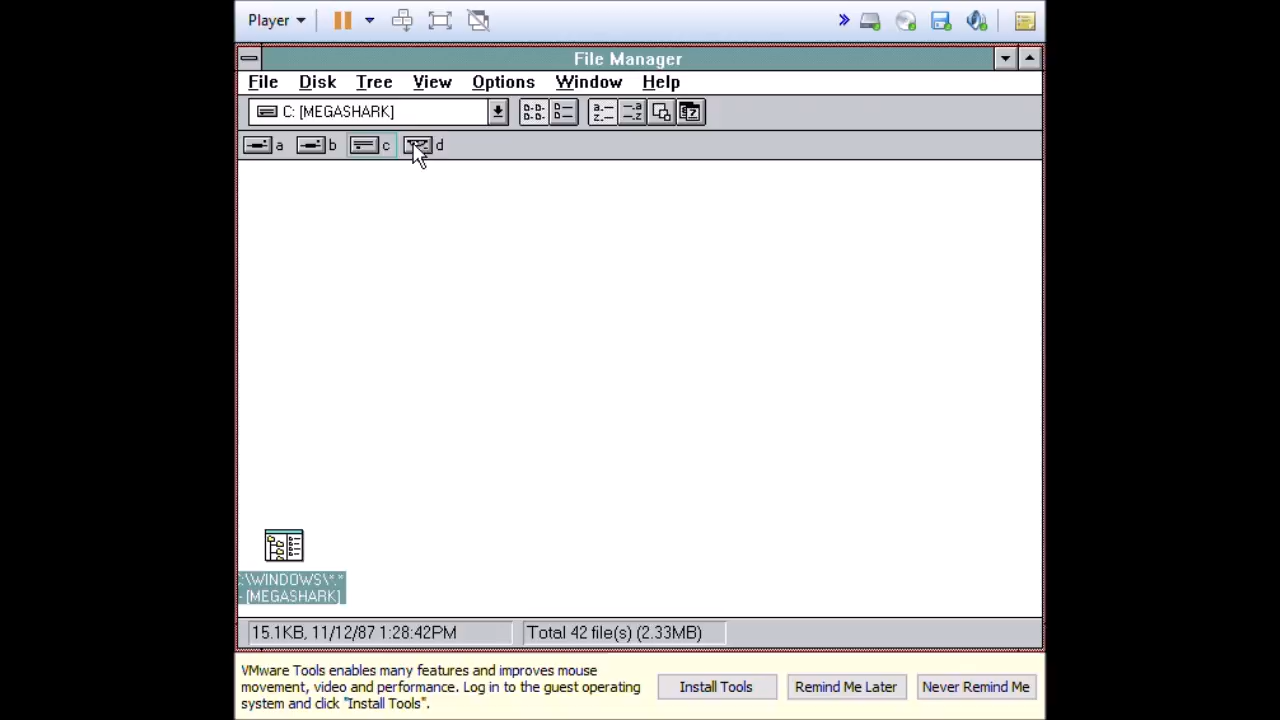 Player
File Manager
File Disk Tree View Options Window Help
C: [MEGASHARK]
a b c d
C:\WINDOWS\*.*
- [MEGASHARK]
15.1KB, 11/12/87 1:28:42PM Total 42 file(s) (2.33MB)
VMware Tools enables many features and improves mouse
movement, video and performance. Log in to the guest operating
system and click "Install Tools".
Install Tools Remind Me Later Never Remind Me